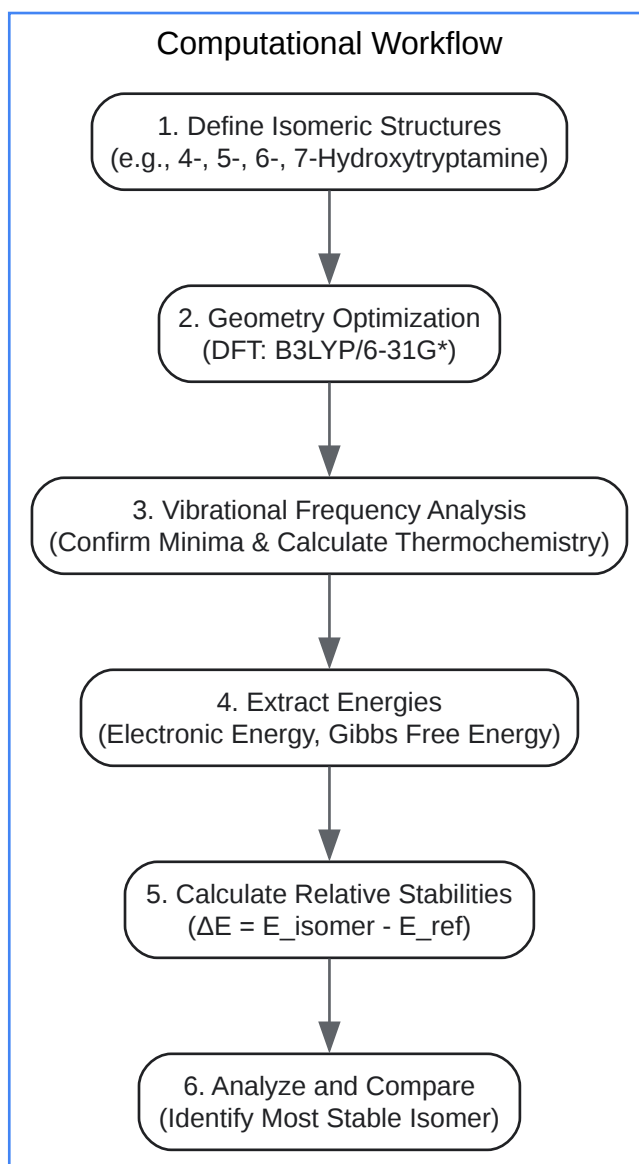 Computational Workflow
1. Define Isomeric Structures
(e.g., 4-, 5-, 6-, 7-Hydroxytryptamine)
2. Geometry Optimization
(DFT: B3LYP/6-31G*)
3. Vibrational Frequency Analysis
(Confirm Minima & Calculate Thermochemistry)
4. Extract Energies
(Electronic Energy, Gibbs Free Energy)
5. Calculate Relative Stabilities
(ΔE = E_isomer - E_ref)
6. Analyze and Compare
(Identify Most Stable Isomer)